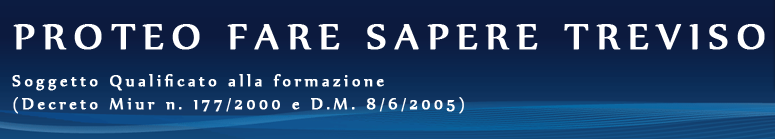 PROTEO FARE SAPERE TREVISO
Soggetto Qualificato alla formazione
(Decreto Miur n. 177/2000 e D.M. 8/6/2005)